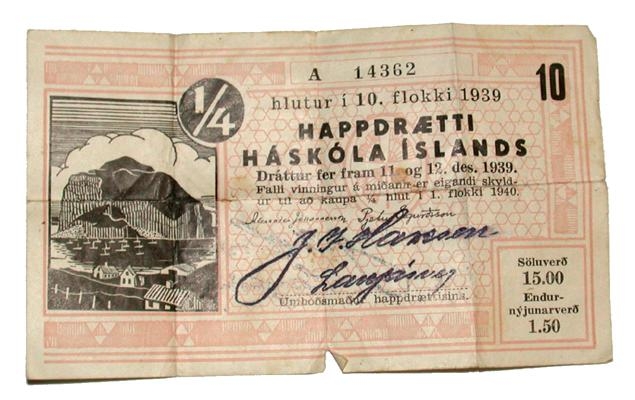 A 14362
10
1/4
hlutur í 10. flokki 1939
HAPPDRÆTTI
HÁSKÓLA ÍSLANDS
Dráttur fer fram 11. og 12. des. 1939.
Falli vinningur á miðann er eigandi skyld-
ur til að kaupa ¼ hlut í 1. flokki 1940.
Umboðsmaður happdrættisins.
Söluverð
15.00
Endur-
nýjunarverð
1.50